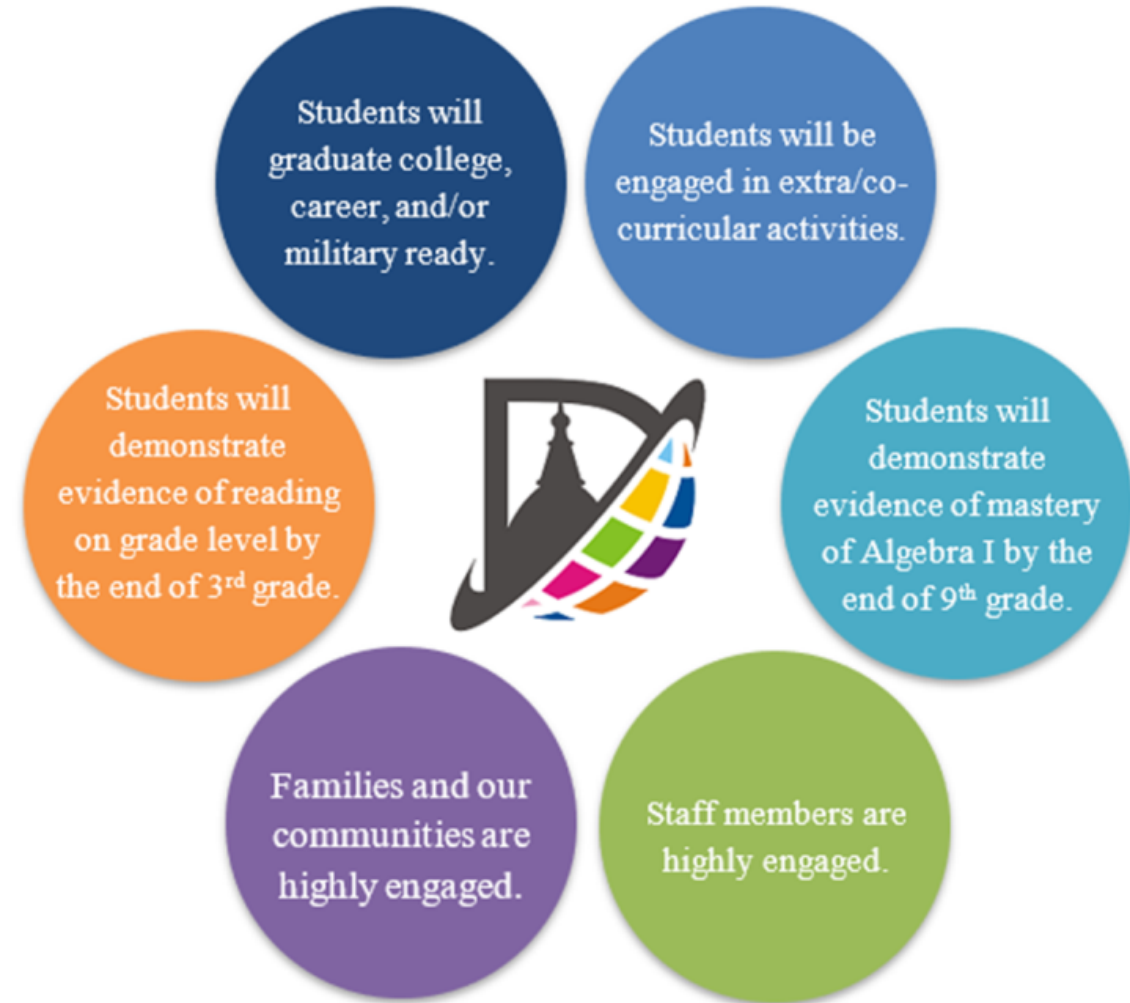 Students will
graduate college,
career, and/or
military ready.
Students will be
engaged in extra/co-
curricular activities.
Students will
demonstrate
evidence of reading
on grade level by
the end of 3rd grade.
Students will
demonstrate
evidence of mastery
of Algebra I by the
end of 9th grade.
Families and our
communities are
highly engaged.
Staff members are
highly engaged.